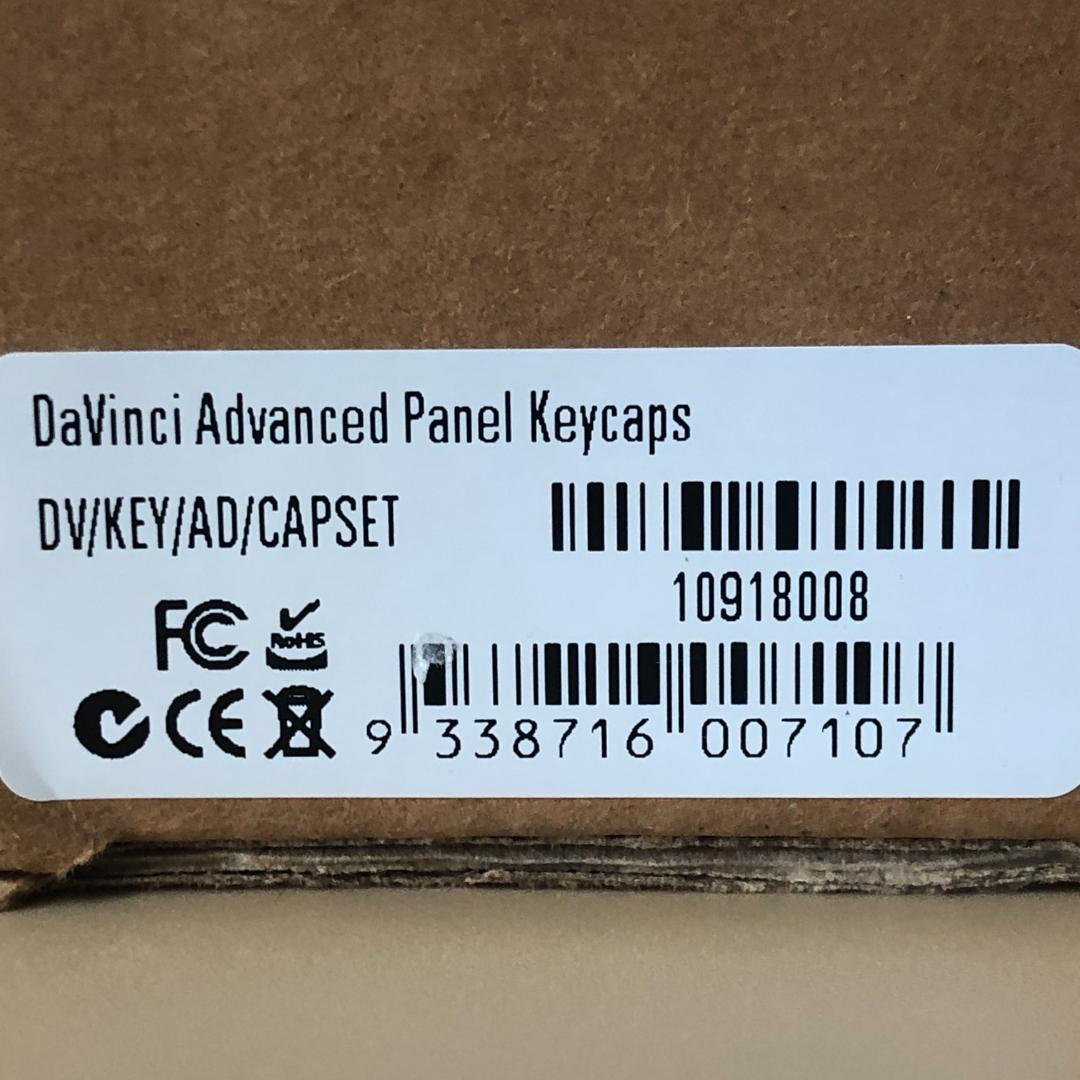 DaVinci Advanced Panel Keycaps
DV/KEY/AD/CAPSET
10918008
FC
RoHS
CE
9 338716 007107